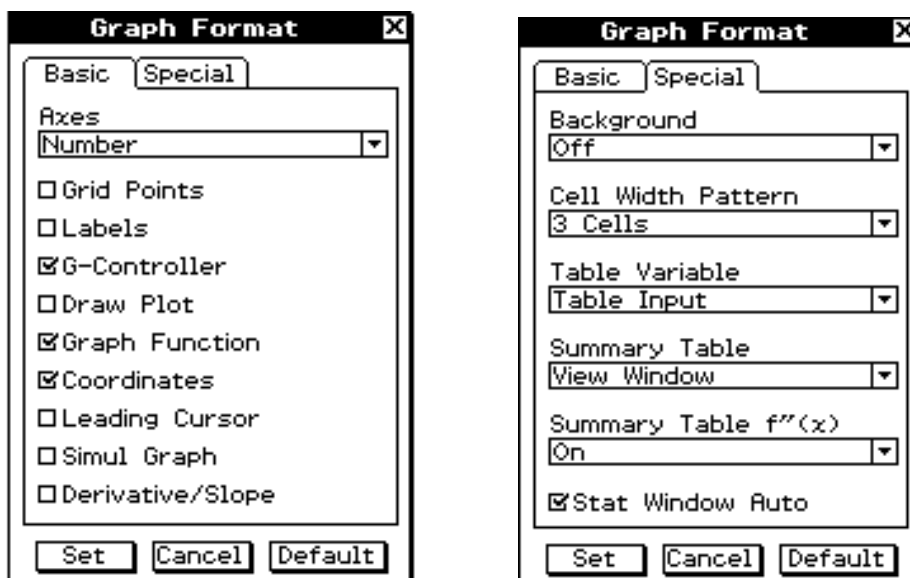 Graph Format
Basic Special
Axes
Number
Grid Points
Labels
G-Controller
Draw Plot
Graph Function
Coordinates
Leading Cursor
Simul Graph
Derivative/Slope
Set Cancel Default
Graph Format
Basic Special
Background
Off
Cell Width Pattern
3 Cells
Table Variable
Table Input
Summary Table
View Window
Summary Table f″(x)
On
Stat Window Auto
Set Cancel Default